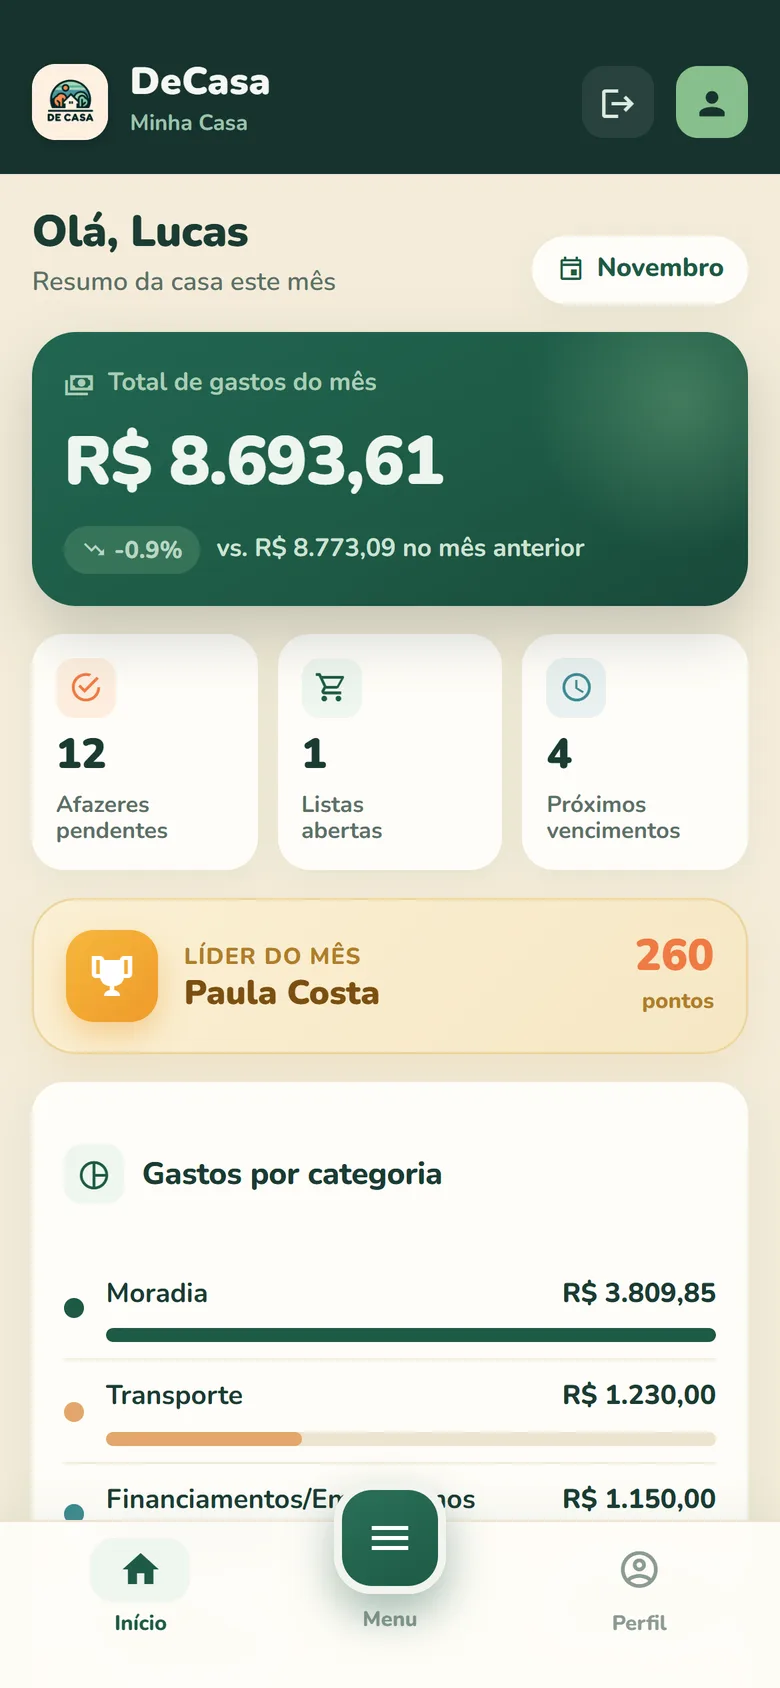 DE CASA
DeCasa
Minha Casa
Olá, Lucas
Resumo da casa este mês
Novembro
Total de gastos do mês
R$ 8.693,61
-0.9%
vs. R$ 8.773,09 no mês anterior
12
Afazeres
pendentes
1
Listas
abertas
4
Próximos
vencimentos
LÍDER DO MÊS
Paula Costa
260
pontos
Gastos por categoria
Moradia
R$ 3.809,85
Transporte
R$ 1.230,00
Financiamentos/
R$ 1.150,00
Início
Menu
Perfil